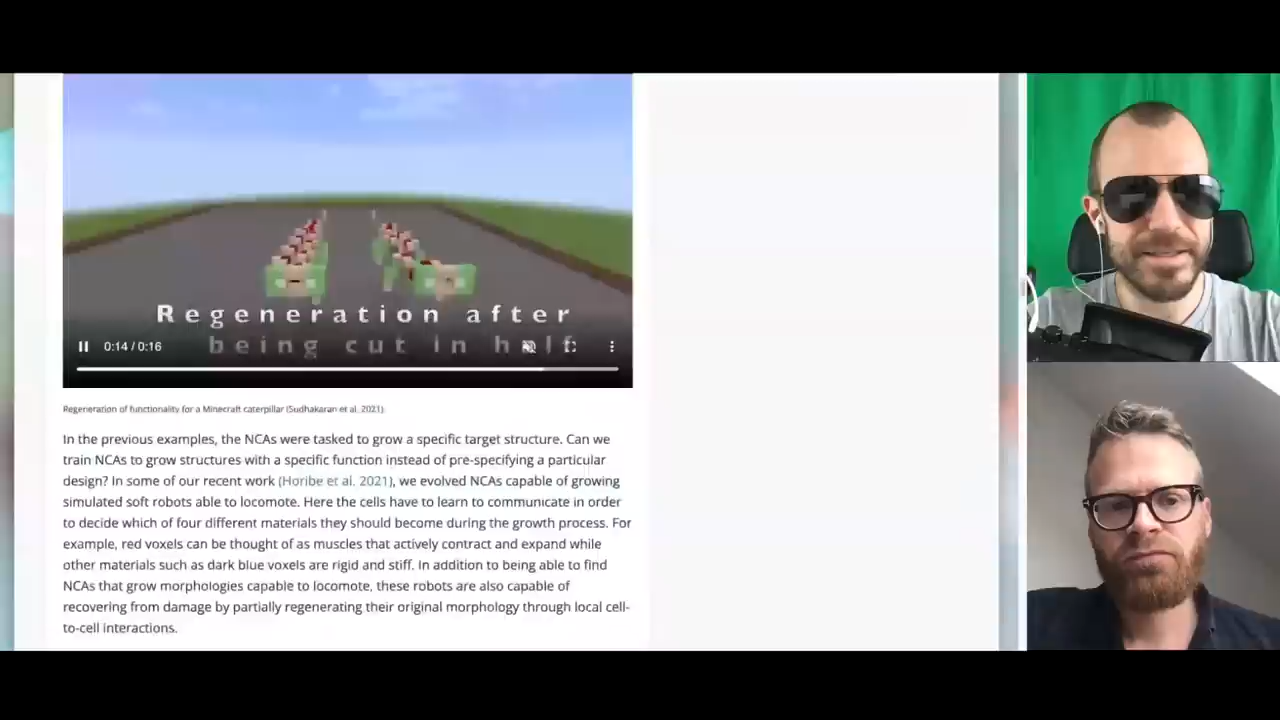 Regeneration after
being cut in half
0:14 / 0:16
Regeneration of functionality for a Minecraft caterpillar (Sudhakaran et al. 2021).
In the previous examples, the NCAs were tasked to grow a specific target structure. Can we
train NCAs to grow structures with a specific function instead of pre-specifying a particular
design? In some of our recent work (Horibe et al. 2021), we evolved NCAs capable of growing
simulated soft robots able to locomote. Here the cells have to learn to communicate in order
to decide which of four different materials they should become during the growth process. For
example, red voxels can be thought of as muscles that actively contract and expand while
other materials such as dark blue voxels are rigid and stiff. In addition to being able to find
NCAs that grow morphologies capable to locomote, these robots are also capable of
recovering from damage by partially regenerating their original morphology through local cell-
to-cell interactions.